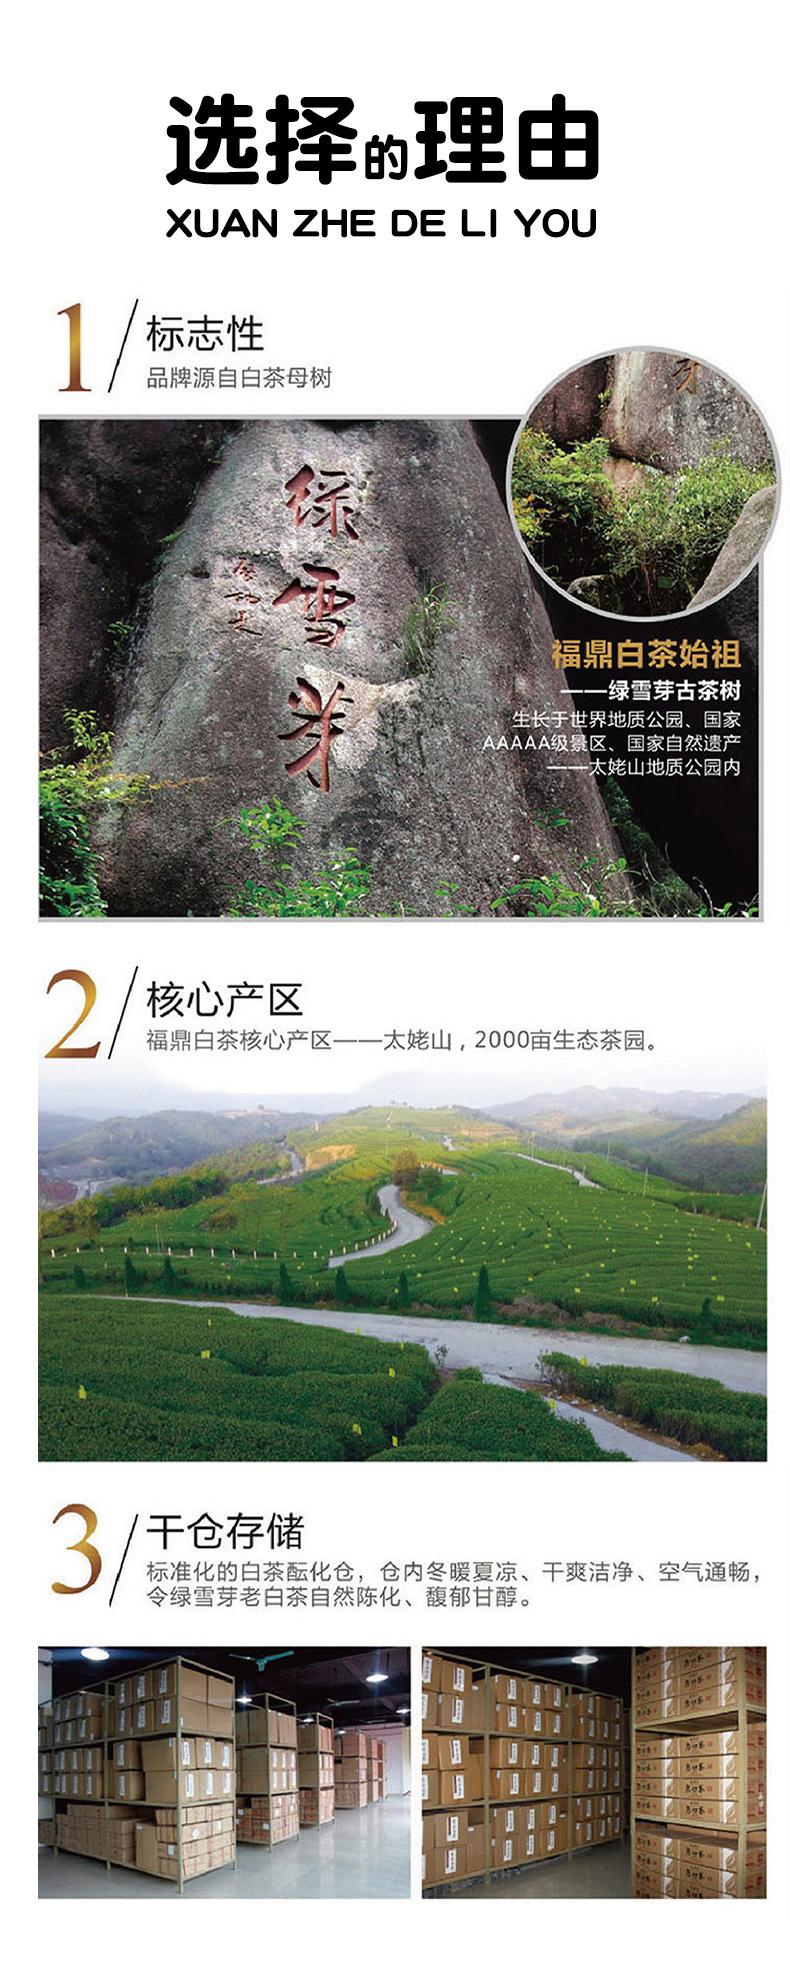 选择的理由
XUAN ZHE DE LI YOU
1
标志性
品牌源自白茶母树
绿雪芽
芽
福鼎白茶始祖
——绿雪芽古茶树
生长于世界地质公园、国家
AAAAA级景区、国家自然遗产
——太姥山地质公园内
2
核心产区
福鼎白茶核心产区——太姥山，2000亩生态茶园。
3
干仓存储
标准化的白茶酝化仓，仓内冬暖夏凉、干爽洁净、空气通畅，
令绿雪芽老白茶自然陈化、馥郁甘醇。